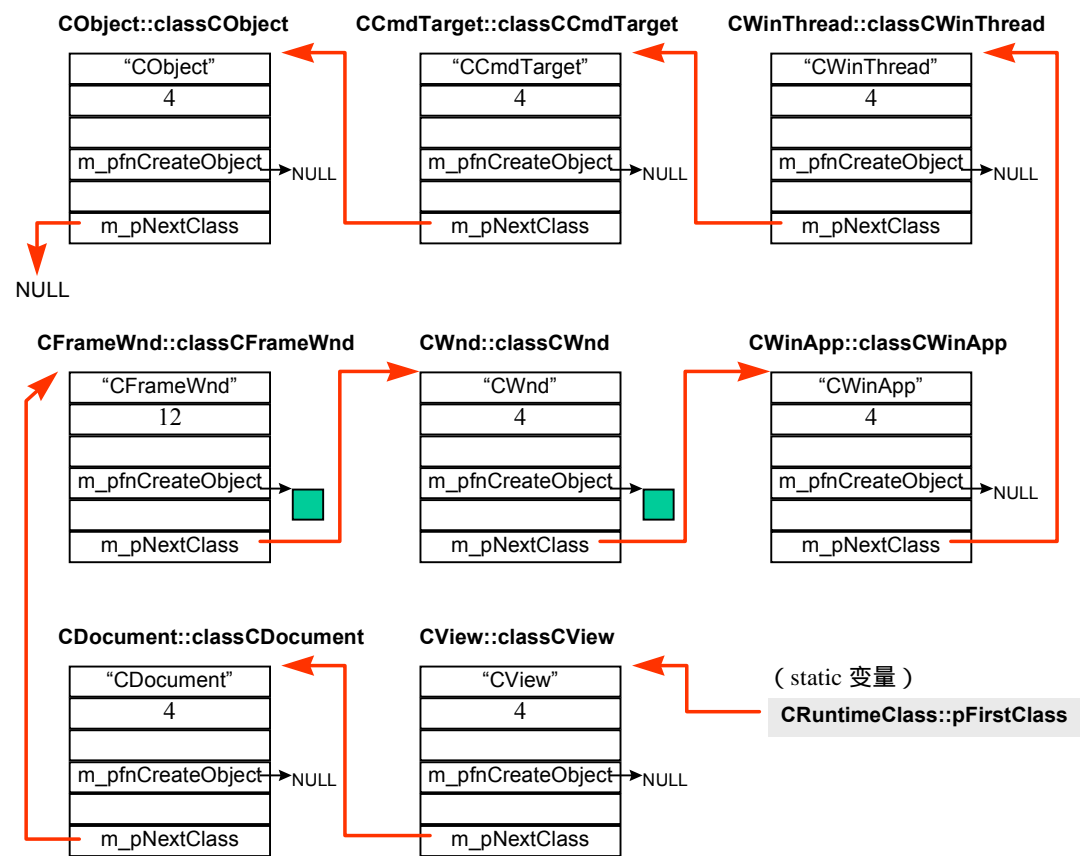 CObject::classCObject
CCmdTarget::classCCmdTarget
CWinThread::classCWinThread
“CObject”
4
m_pfnCreateObject
NULL
m_pNextClass
NULL
“CCmdTarget”
4
m_pfnCreateObject
NULL
m_pNextClass
“CWinThread”
4
m_pfnCreateObject
NULL
m_pNextClass
CFrameWnd::classCFrameWnd
CWnd::classCWnd
CWinApp::classCWinApp
“CFrameWnd”
12
m_pfnCreateObject
m_pNextClass
“CWnd”
4
m_pfnCreateObject
m_pNextClass
“CWinApp”
4
m_pfnCreateObject
NULL
m_pNextClass
CDocument::classCDocument
CView::classCView
“CDocument”
4
m_pfnCreateObject
NULL
m_pNextClass
“CView”
4
m_pfnCreateObject
NULL
m_pNextClass
（static 变量）
CRuntimeClass::pFirstClass